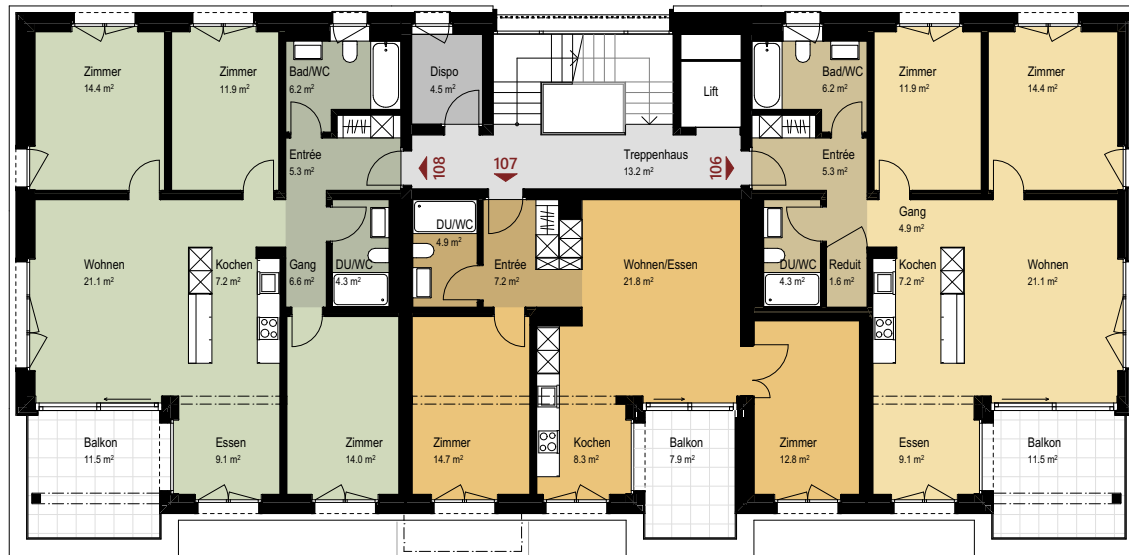 Zimmer
14.4 m²
Zimmer
11.9 m²
Bad/WC
6.2 m²
Dispo
4.5 m²
Lift
Bad/WC
6.2 m²
Zimmer
11.9 m²
Zimmer
14.4 m²
Entrée
5.3 m²
108
107
Treppenhaus
13.2 m²
106
Entrée
5.3 m²
Gang
4.9 m²
Wohnen
21.1 m²
Kochen
7.2 m²
Gang
6.6 m²
DU/WC
4.3 m²
DU/WC
4.9 m²
Entrée
7.2 m²
Wohnen/Essen
21.8 m²
DU/WC
4.3 m²
Reduit
1.6 m²
Kochen
7.2 m²
Wohnen
21.1 m²
Balkon
11.5 m²
Essen
9.1 m²
Zimmer
14.0 m²
Zimmer
14.7 m²
Kochen
8.3 m²
Balkon
7.9 m²
Zimmer
12.8 m²
Essen
9.1 m²
Balkon
11.5 m²